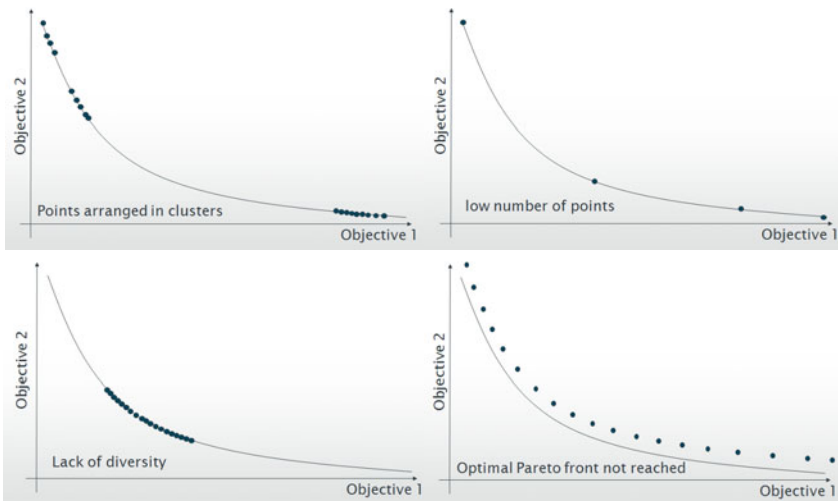 Objective 2
Points arranged in clusters
Objective 1
Objective 2
low number of points
Objective 1
Objective 2
Lack of diversity
Objective 1
Objective 2
Optimal Pareto front not reached
Objective 1